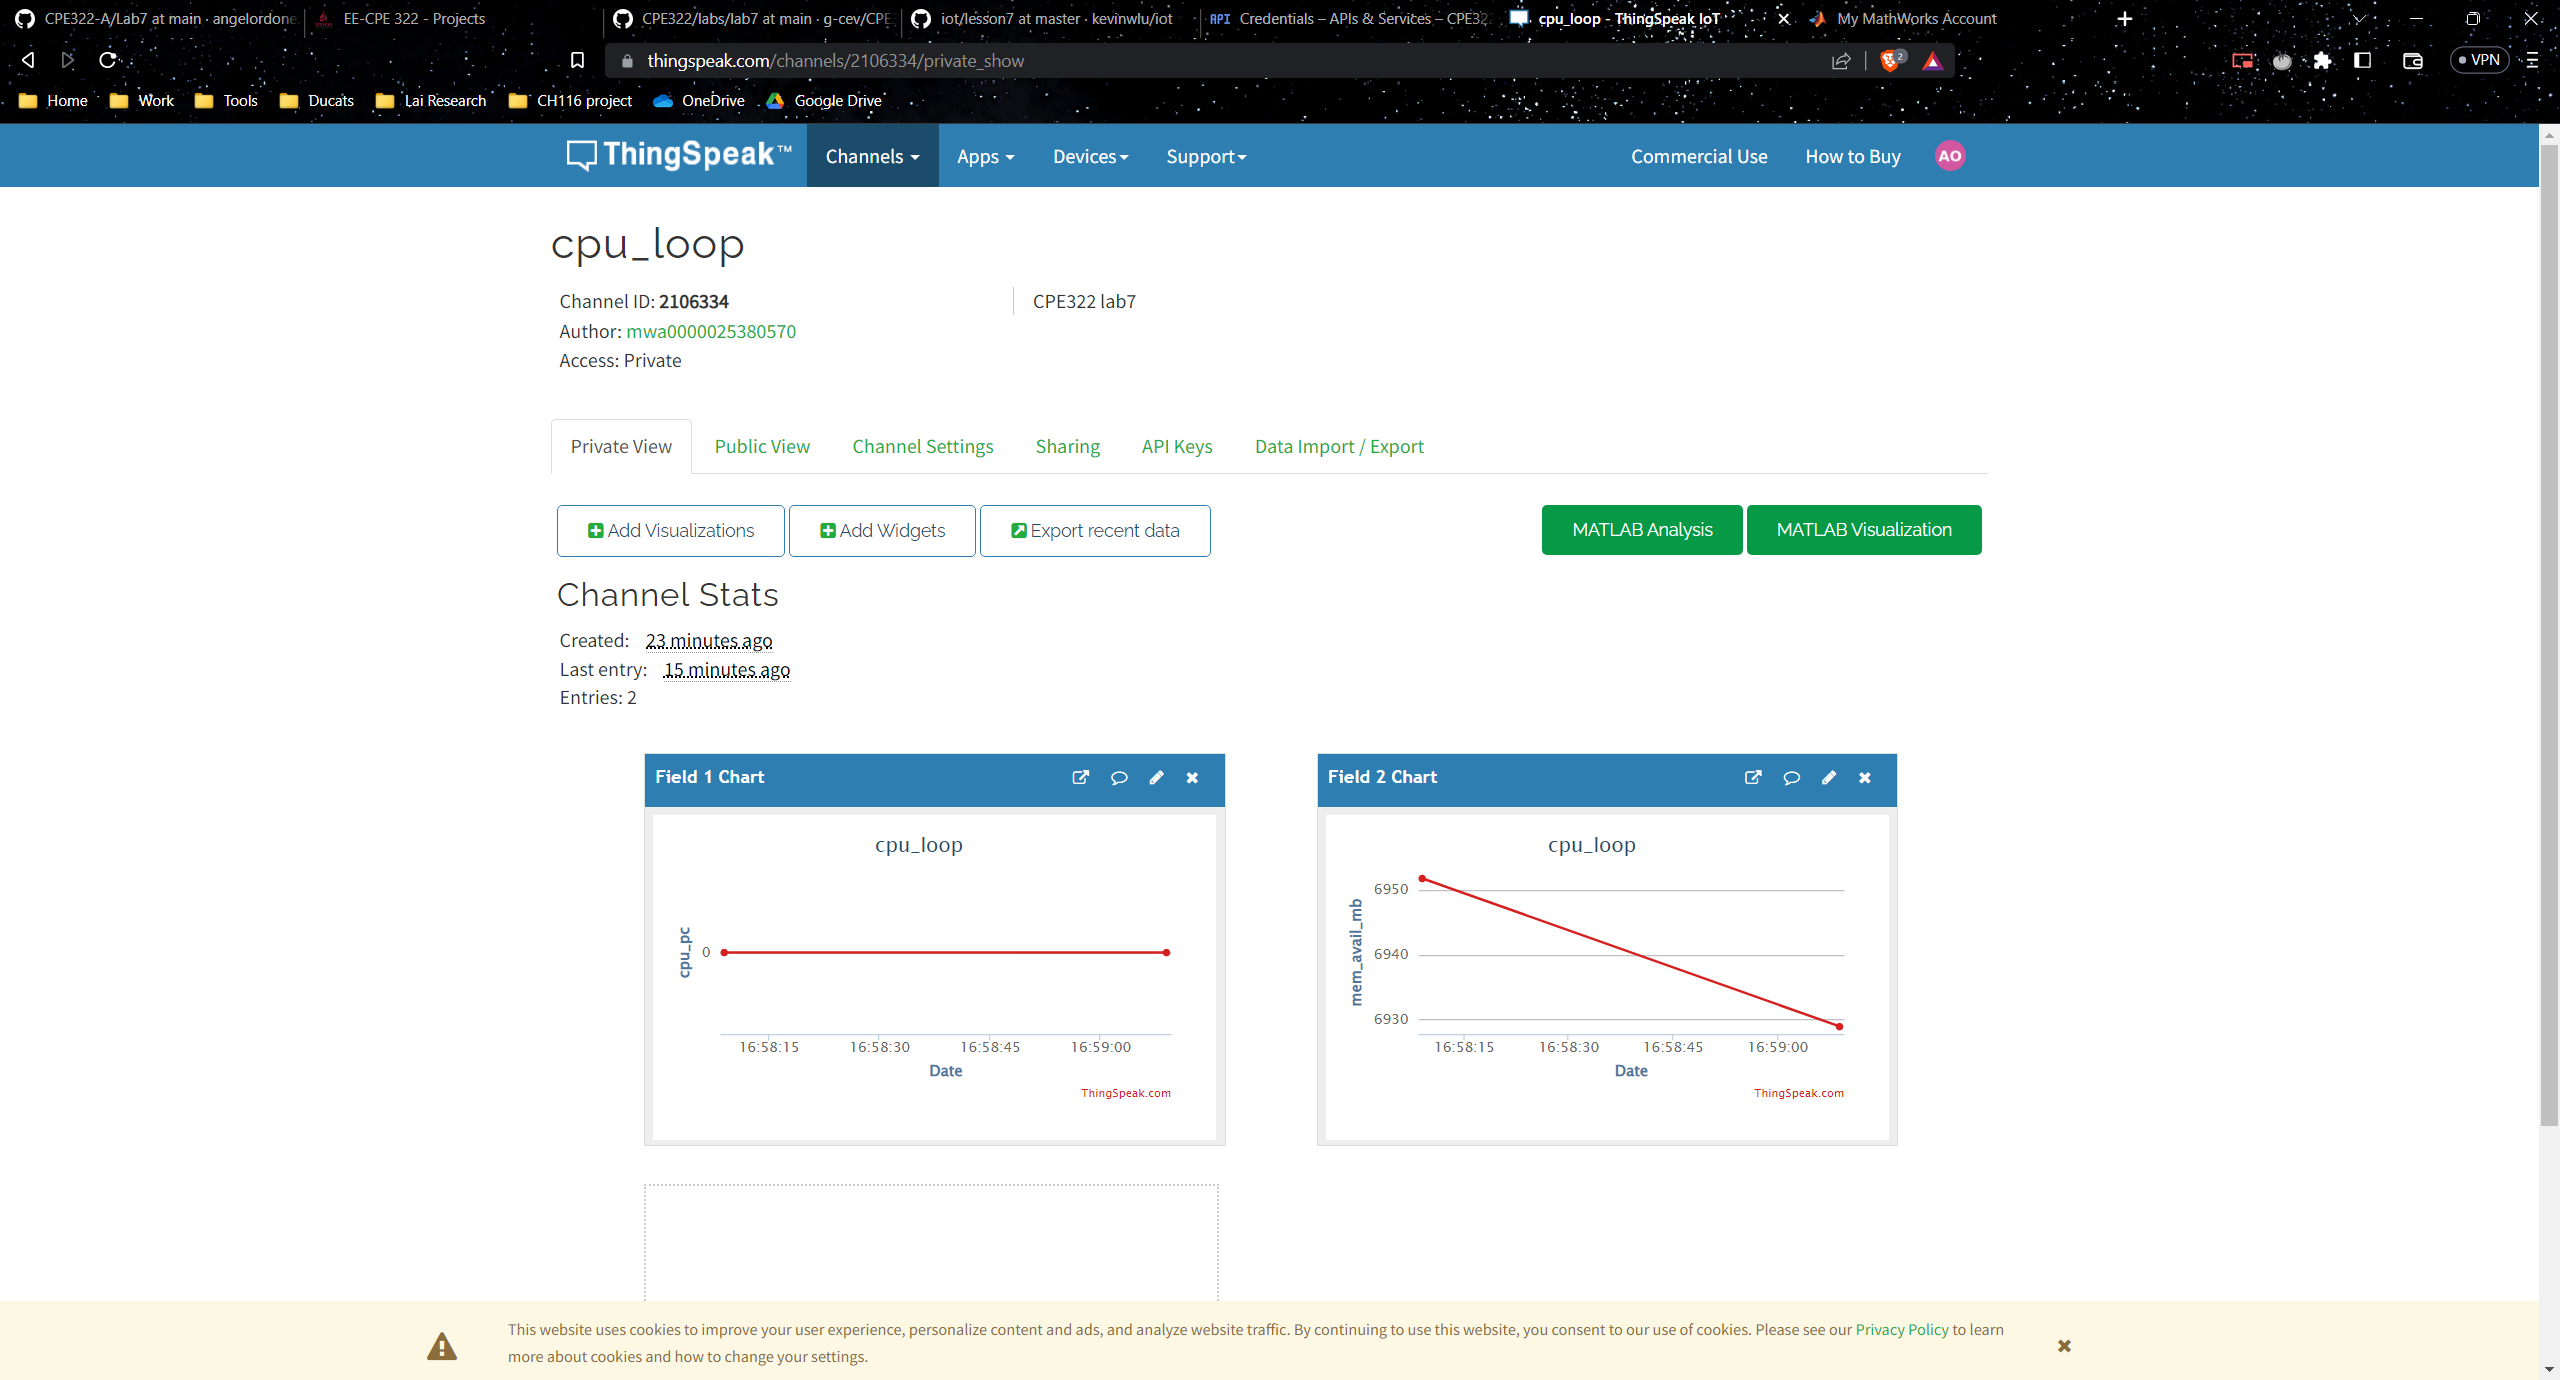 CPE322-A/Lab7 at main · angelordone
EE-CPE 322 - Projects
CPE322/labs/lab7 at main · g-cev/CPE
iot/lesson7 at master · kevinwlu/iot
API Credentials – APIs & Services – CPE32
cpu_loop - ThingSpeak IoT
My MathWorks Account
thingspeak.com/channels/2106334/private_show
2
VPN
Home
Work
Tools
Ducats
Lai Research
CH116 project
OneDrive
Google Drive
ThingSpeak™
Channels
Apps
Devices
Support
Commercial Use
How to Buy
AO
cpu_loop
Channel ID: 2106334
CPE322 lab7
Author: mwa0000025380570
Access: Private
Private View
Public View
Channel Settings
Sharing
API Keys
Data Import / Export
Add Visualizations
Add Widgets
Export recent data
MATLAB Analysis
MATLAB Visualization
Channel Stats
Created: 23 minutes ago
Last entry: 15 minutes ago
Entries: 2
Field 1 Chart
cpu_loop
cpu_pc
0
16:58:15 16:58:30 16:58:45 16:59:00
Date
ThingSpeak.com
Field 2 Chart
cpu_loop
mem_avail_mb
6950
6940
6930
16:58:15 16:58:30 16:58:45 16:59:00
Date
ThingSpeak.com
This website uses cookies to improve your user experience, personalize content and ads, and analyze website traffic. By continuing to use this website, you consent to our use of cookies. Please see our Privacy Policy to learn
more about cookies and how to change your settings.